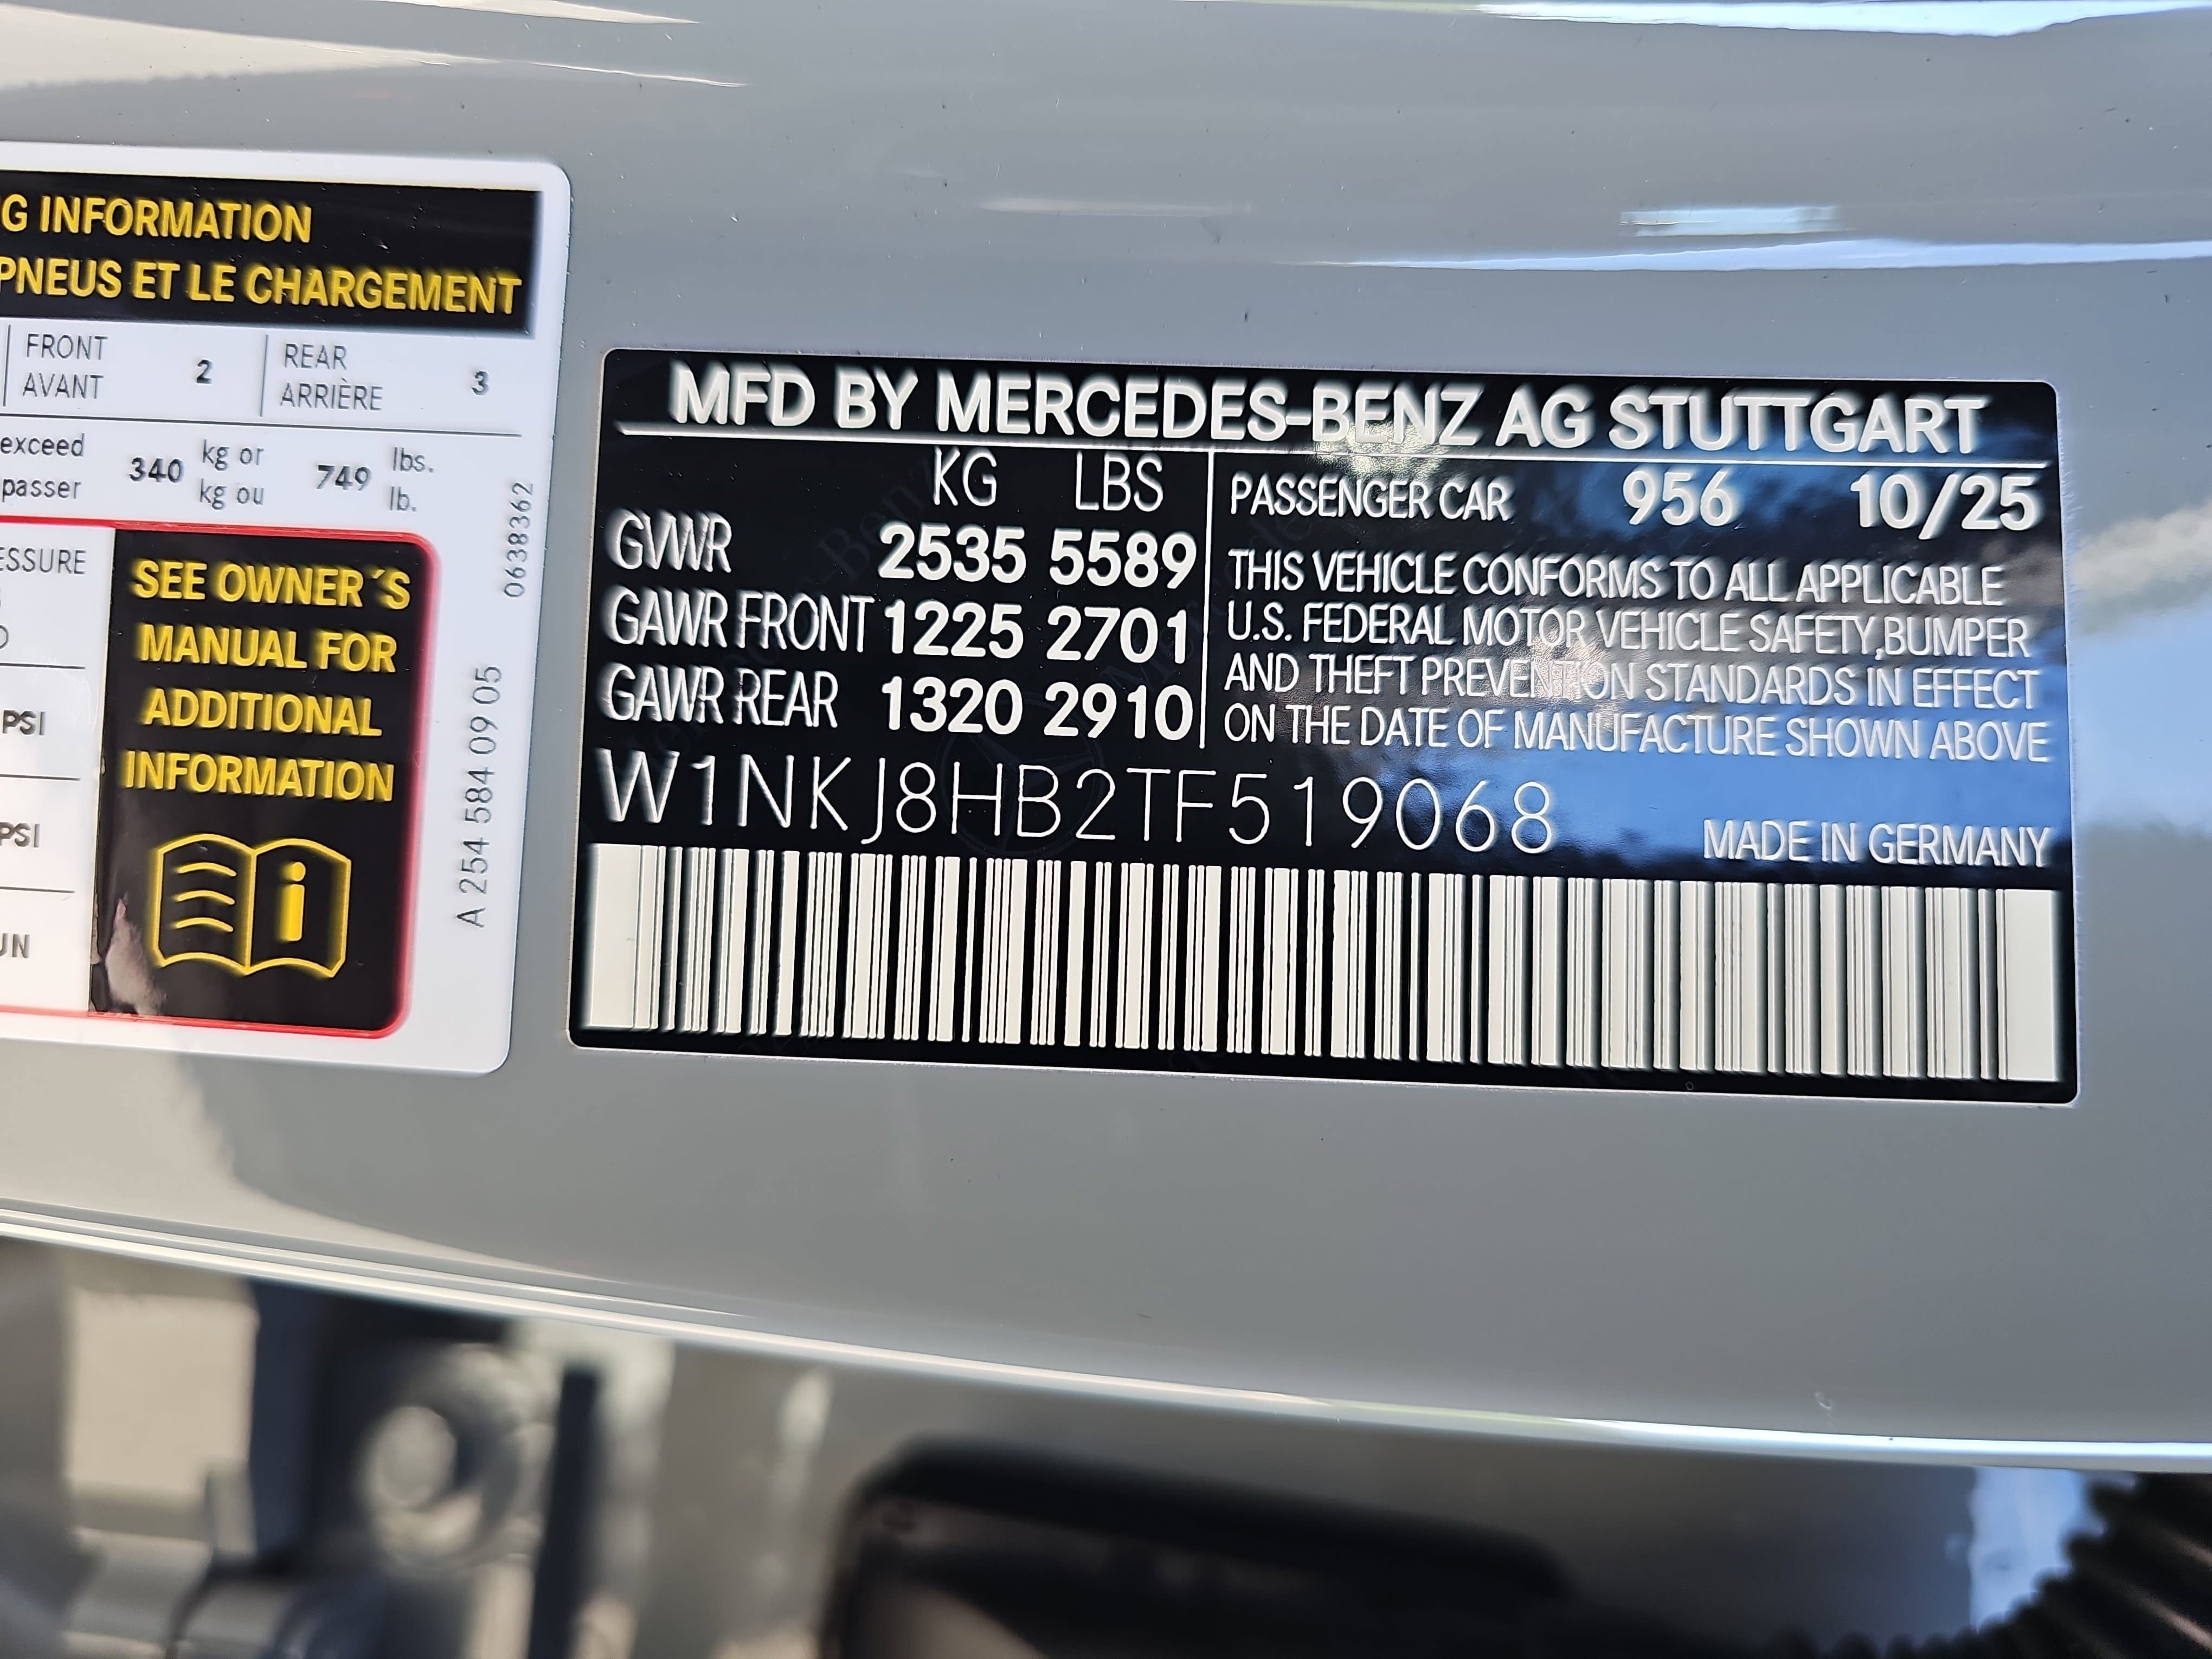 G INFORMATION
PNEUS ET LE CHARGEMENT
FRONT 2 REAR 3
AVANT ARRIÈRE
exceed 340 kg or 749 lbs.
passer kg ou lb.
ESSURE
SEE OWNER´S
MANUAL FOR
ADDITIONAL
INFORMATION
i
PSI
PSI
UN
0638362
A 254 584 09 05
MFD BY MERCEDES-BENZ AG STUTTGART
KG LBS
GVWR 2535 5589
GAWR FRONT 1225 2701
GAWR REAR 1320 2910
PASSENGER CAR 956 10/25
THIS VEHICLE CONFORMS TO ALL APPLICABLE
U.S. FEDERAL MOTOR VEHICLE SAFETY,BUMPER
AND THEFT PREVENTION STANDARDS IN EFFECT
ON THE DATE OF MANUFACTURE SHOWN ABOVE
W1NKJ8HB2TF519068
MADE IN GERMANY